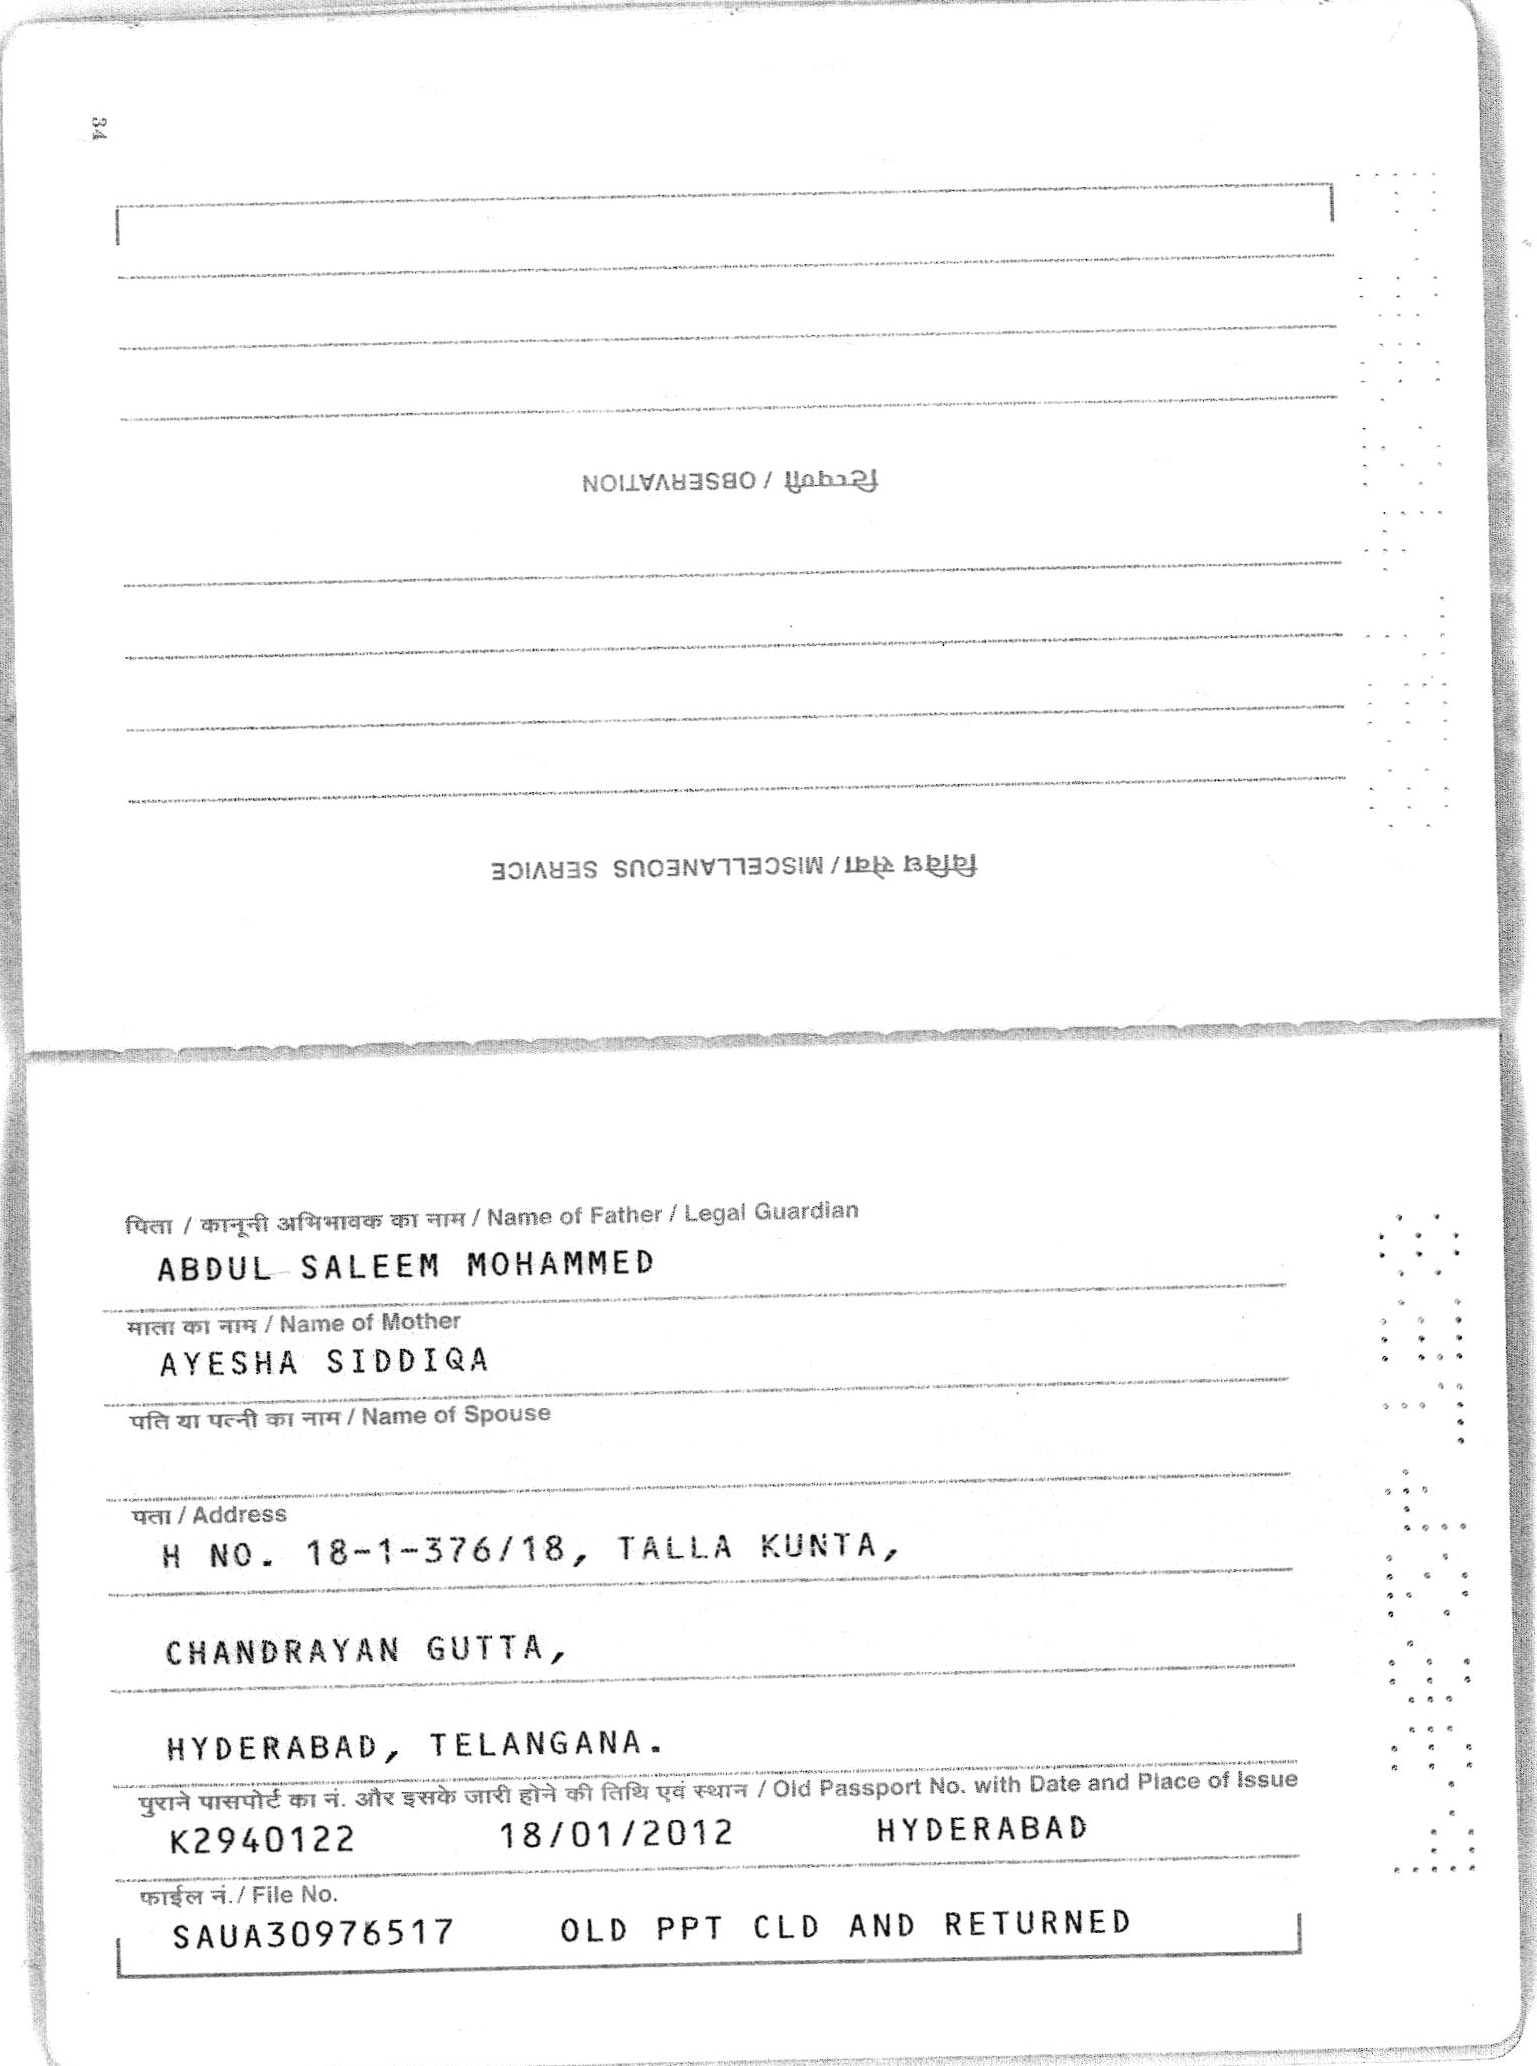 34
टिप्पणी / OBSERVATION
विविध सेवा / MISCELLANEOUS SERVICE
पिता / कानूनी अभिभावक का नाम / Name of Father / Legal Guardian
ABDUL SALEEM MOHAMMED
माता का नाम / Name of Mother
AYESHA SIDDIQA
पति या पत्नी का नाम / Name of Spouse
पता / Address
H NO. 18-1-376/18, TALLA KUNTA,
CHANDRAYAN GUTTA,
HYDERABAD, TELANGANA.
पुराने पासपोर्ट का नं. और इसके जारी होने की तिथि एवं स्थान / Old Passport No. with Date and Place of Issue
K2940122 18/01/2012 HYDERABAD
फाईल नं. / File No.
SAUA30976517 OLD PPT CLD AND RETURNED